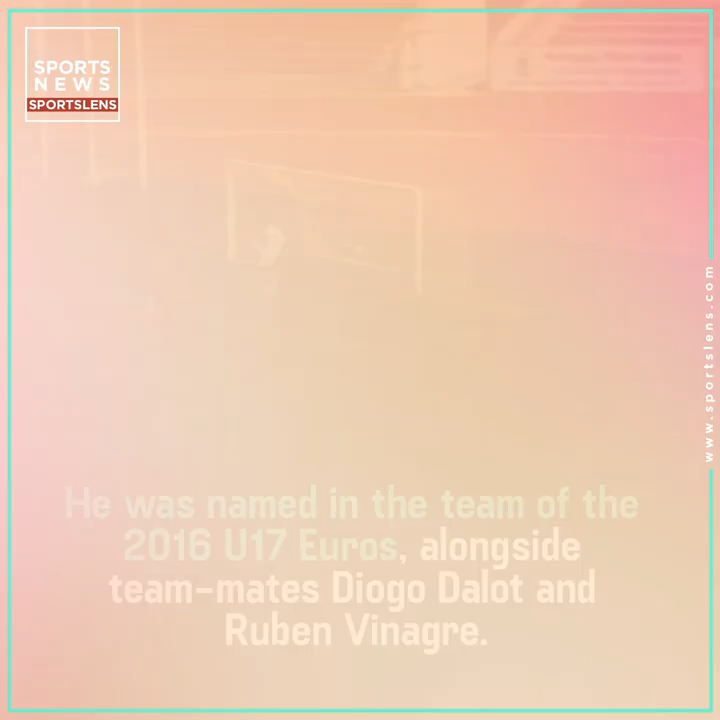 SPORTS
NEWS
SPORTSLENS
www.sportslens.com
He was named in the team of the
2016 U17 Euros, alongside
team-mates Diogo Dalot and
Ruben Vinagre.